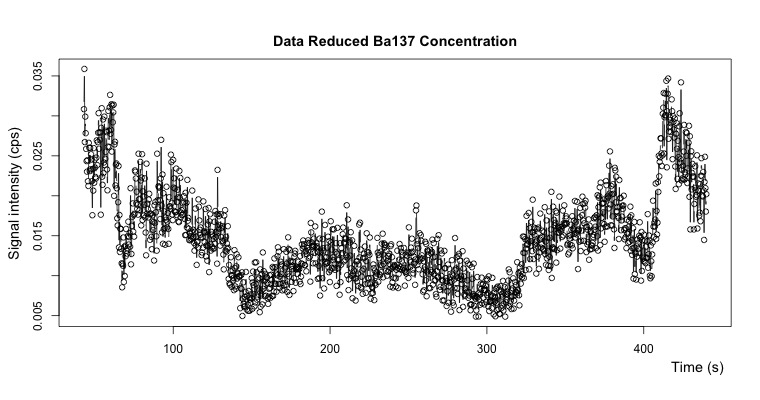 Data Reduced Ba137 Concentration
Signal intensity (cps)
0.035
0.025
0.015
0.005
100 200 300 400
Time (s)